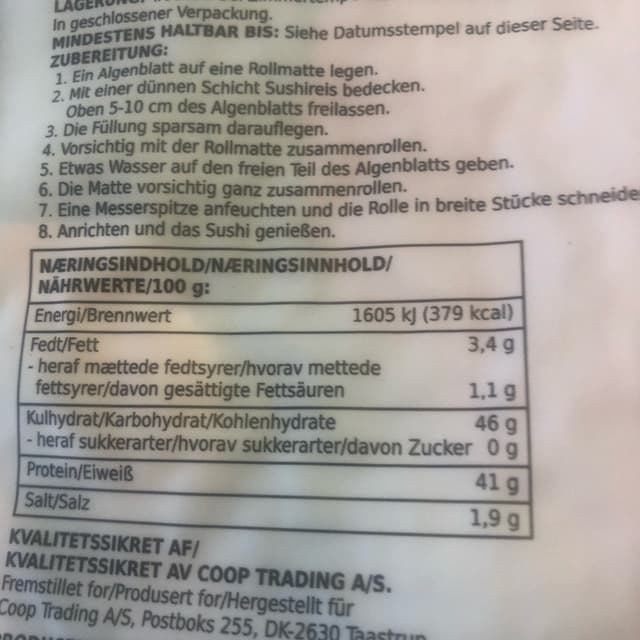 In geschlossener Verpackung.
MINDESTENS HALTBAR BIS: Siehe Datumsstempel auf dieser Seite.
ZUBEREITUNG:
1. Ein Algenblatt auf eine Rollmatte legen.
2. Mit einer dünnen Schicht Sushireis bedecken.
Oben 5-10 cm des Algenblatts freilassen.
3. Die Füllung sparsam darauflegen.
4. Vorsichtig mit der Rollmatte zusammenrollen.
5. Etwas Wasser auf den freien Teil des Algenblatts geben.
6. Die Matte vorsichtig ganz zusammenrollen.
7. Eine Messerspitze anfeuchten und die Rolle in breite Stücke schneide
8. Anrichten und das Sushi genießen.
NÆRINGSINDHOLD/NÆRINGSINNHOLD/
NÄHRWERTE/100 g:
Energi/Brennwert 1605 kJ (379 kcal)
Fedt/Fett 3,4 g
- heraf mættede fedtsyrer/hvorav mettede
fettsyrer/davon gesättigte Fettsäuren 1,1 g
Kulhydrat/Karbohydrat/Kohlenhydrate 46 g
- heraf sukkerarter/hvorav sukkerarter/davon Zucker 0 g
Protein/Eiweiß 41 g
Salt/Salz 1,9 g
KVALITETSSIKRET AF/
KVALITETSSIKRET AV COOP TRADING A/S.
Fremstillet for/Produsert for/Hergestellt für
Coop Trading A/S, Postboks 255, DK-2630 Taastrup